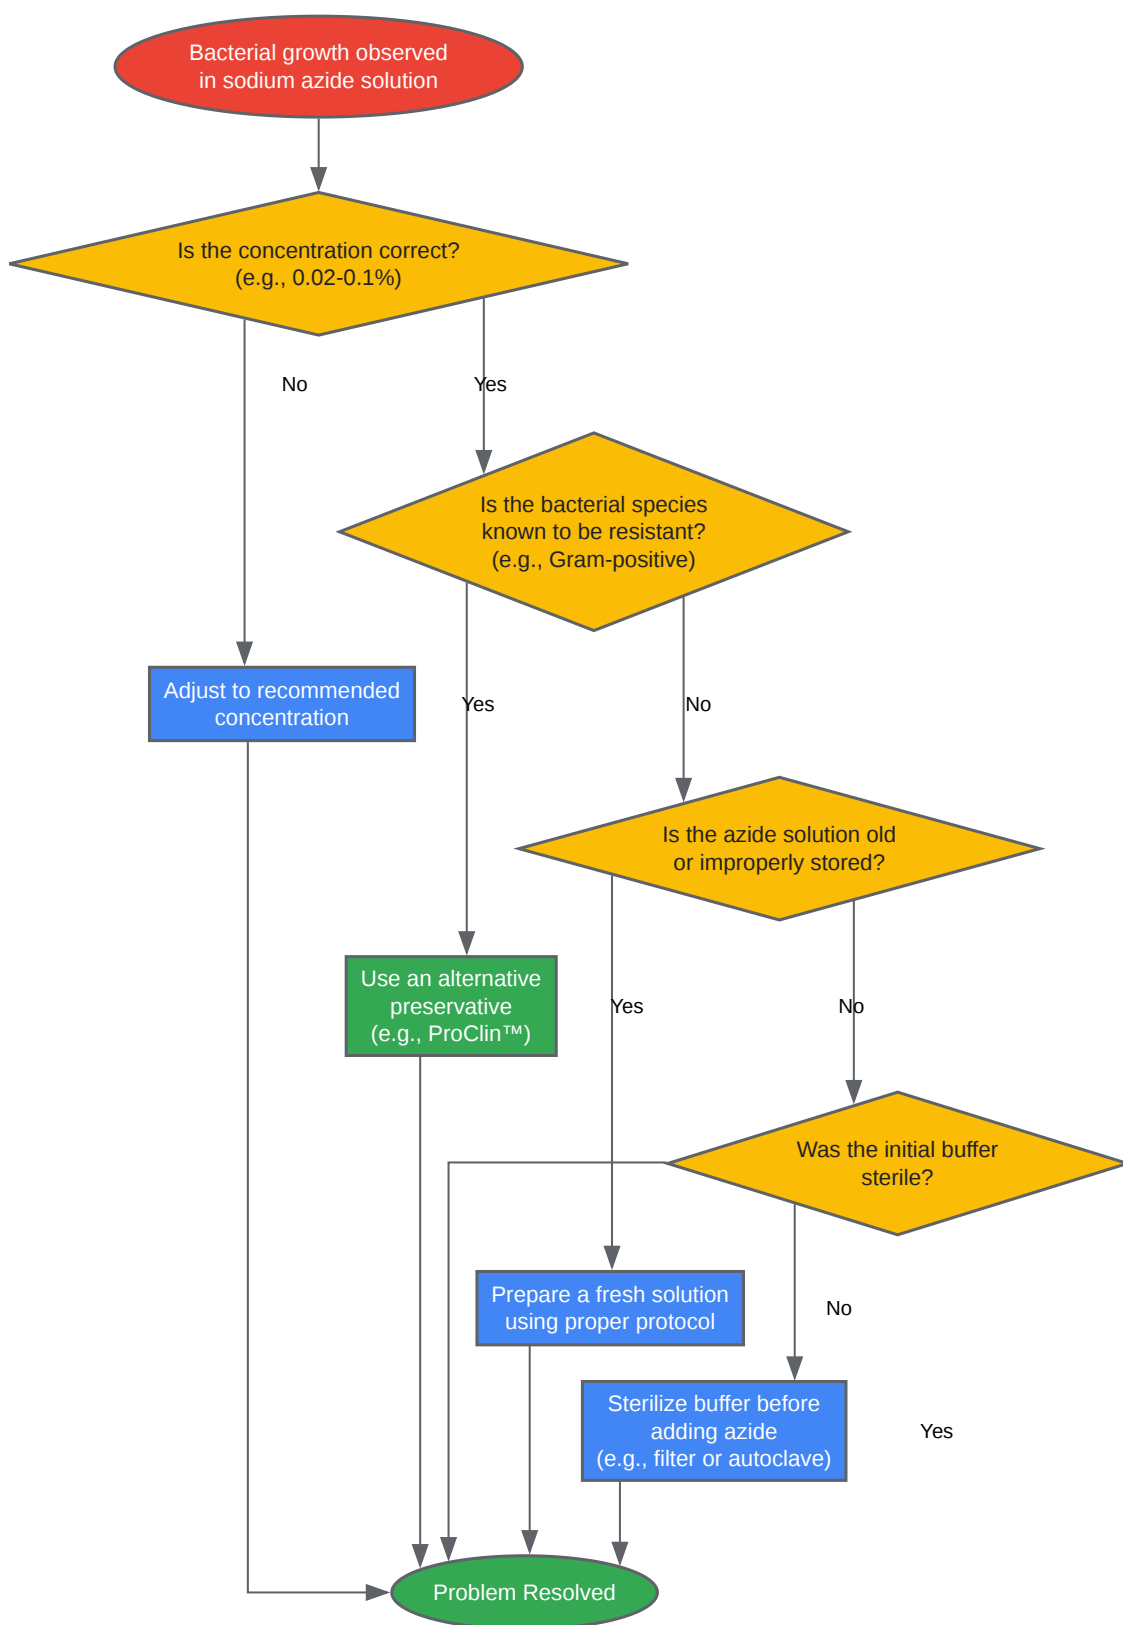 Bacterial growth observed
in sodium azide solution
Is the concentration correct?
(e.g., 0.02-0.1%)
No
Yes
Is the bacterial species
known to be resistant?
(e.g., Gram-positive)
Adjust to recommended
concentration
Yes
No
Is the azide solution old
or improperly stored?
Use an alternative
preservative
(e.g., ProClin™)
Yes
No
Was the initial buffer
sterile?
Prepare a fresh solution
using proper protocol
No
Sterilize buffer before
adding azide
(e.g., filter or autoclave)
Yes
Problem Resolved